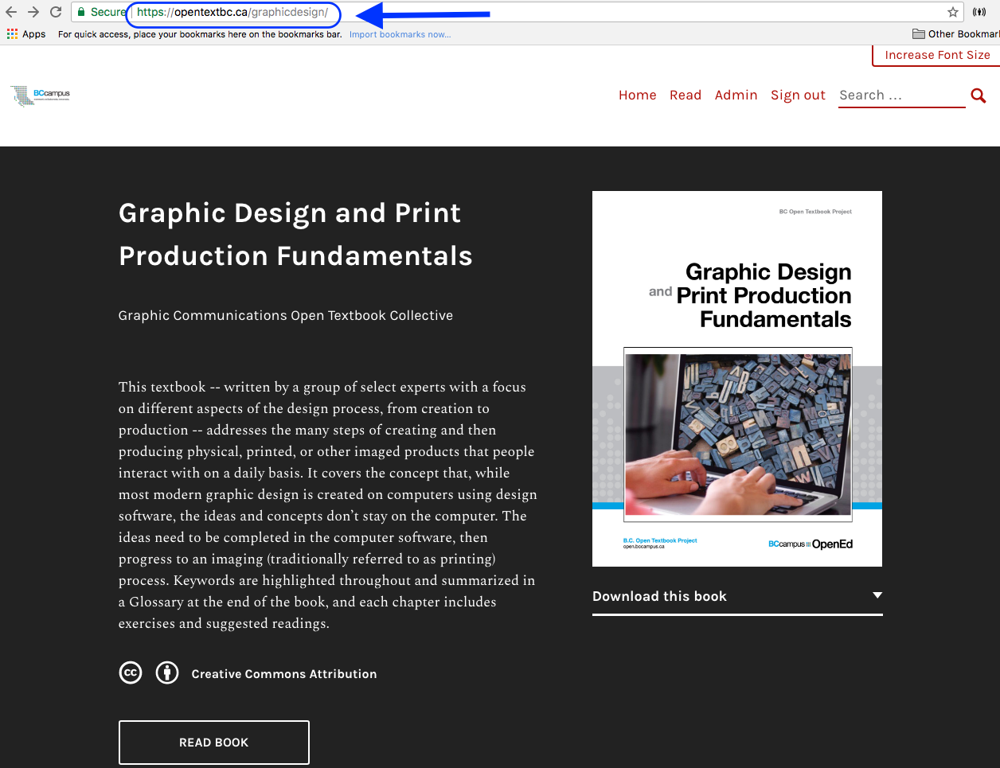 Secure https://opentextbc.ca/graphicdesign/
Apps For quick access, place your bookmarks here on the bookmarks bar. Import bookmarks now... Other Bookmar
Increase Font Size
BCcampus
Home Read Admin Sign out Search ...
Graphic Design and Print
Production Fundamentals
Graphic Communications Open Textbook Collective
This textbook -- written by a group of select experts with a focus
on different aspects of the design process, from creation to
production -- addresses the many steps of creating and then
producing physical, printed, or other imaged products that people
interact with on a daily basis. It covers the concept that, while
most modern graphic design is created on computers using design
software, the ideas and concepts don’t stay on the computer. The
ideas need to be completed in the computer software, then
progress to an imaging (traditionally referred to as printing)
process. Keywords are highlighted throughout and summarized in
a Glossary at the end of the book, and each chapter includes
exercises and suggested readings.
cc Creative Commons Attribution
READ BOOK
BC Open Textbook Project
Graphic Design
and Print Production
Fundamentals
B.C. Open Textbook Project
open.bccampus.ca
BCcampus OpenEd
Download this book